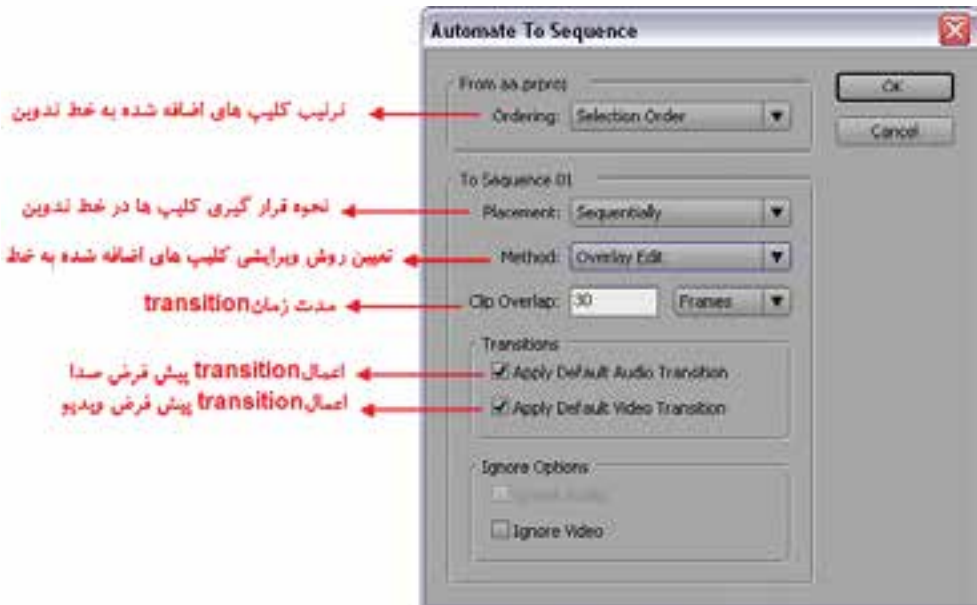 Automate To Sequence
From aa.prproj
OK
ترتیب کلیپ های اضافه شده به خط تدوین
Ordering: Selection Order
Cancel
To Sequence 01
نحوه قرار گیری کلیپ ها در خط تدوین
Placement: Sequentially
تعیین روش ویرایشی کلیپ های اضافه شده به خط
Method: Overlay Edit
مدت زمان transition
Clip Overlap: 30 Frames
Transitions
اعمال transition پیش فرض صدا
Apply Default Audio Transition
اعمال transition پیش فرض ویدیو
Apply Default Video Transition
Ignore Options
Ignore Audio
Ignore Video